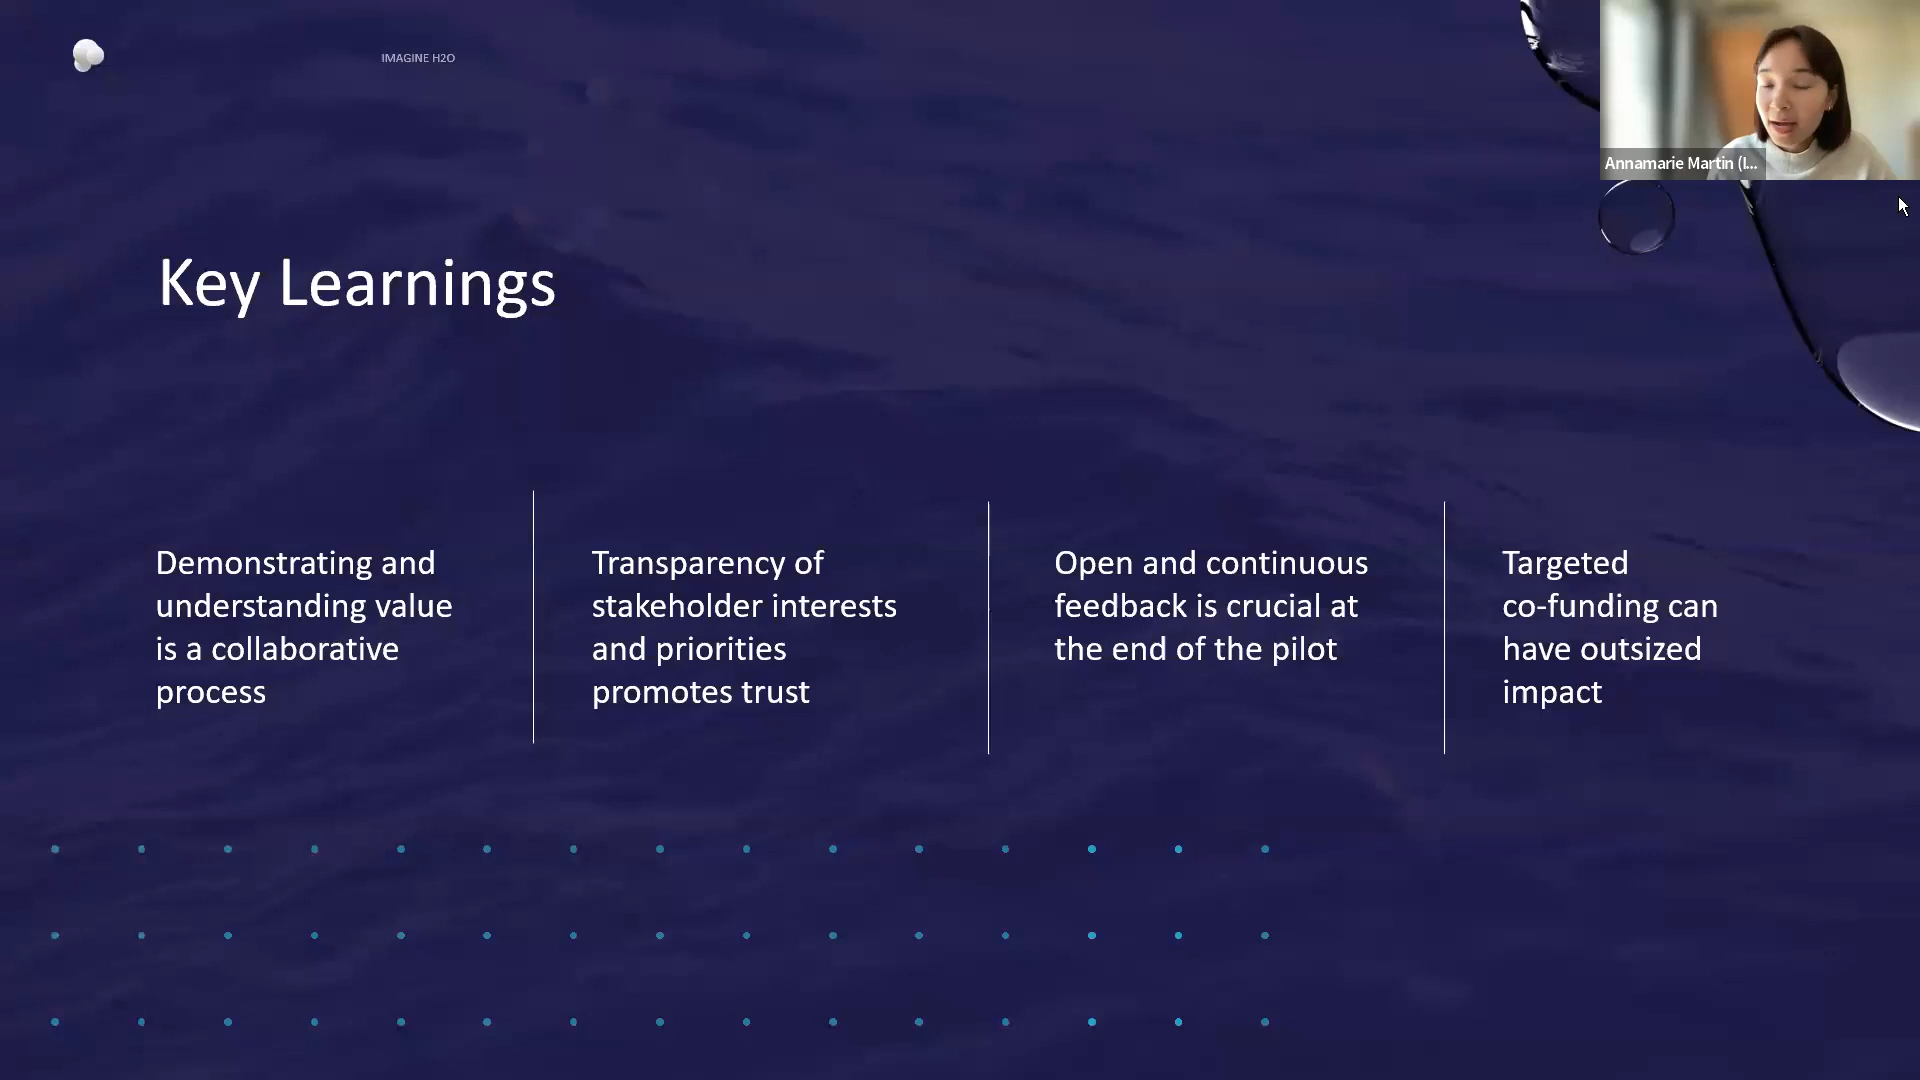 IMAGINE H2O
Annamarie Martin (I...
Key Learnings
Demonstrating and
understanding value
is a collaborative
process
Transparency of
stakeholder interests
and priorities
promotes trust
Open and continuous
feedback is crucial at
the end of the pilot
Targeted
co-funding can
have outsized
impact